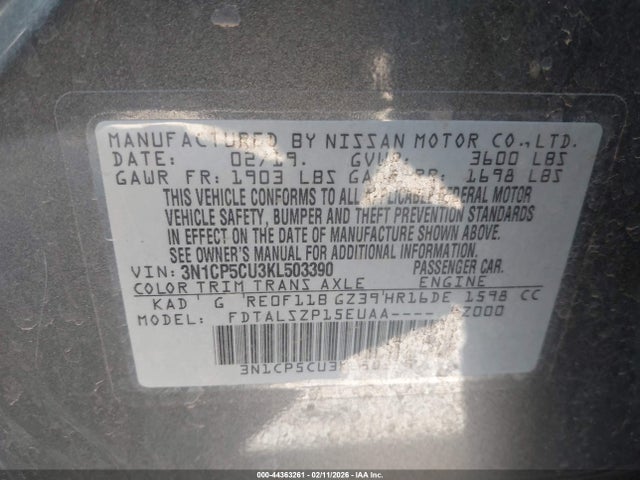 MANUFACTURED BY NISSAN MOTOR CO.,LTD.
DATE: 02/19. GVWR: 3600 LBS
GAWR FR: 1903 LBS GAWR RR: 1698 LBS
THIS VEHICLE CONFORMS TO ALL APPLICABLE FEDERAL MOTOR
VEHICLE SAFETY, BUMPER AND THEFT PREVENTION STANDARDS
IN EFFECT ON THE DATE OF MANUFACTURE SHOWN ABOVE.
SEE OWNER'S MANUAL FOR ADDITIONAL INFORMATION.
VIN: 3N1CP5CU3KL503390 PASSENGER CAR.
COLOR TRIM TRANS AXLE ENGINE
KAD G RE0F11B GZ39 HR16DE 1598 CC
MODEL: FDTALSZP15EUAA----
000-44363261 - 02/11/2026 - IAA Inc.